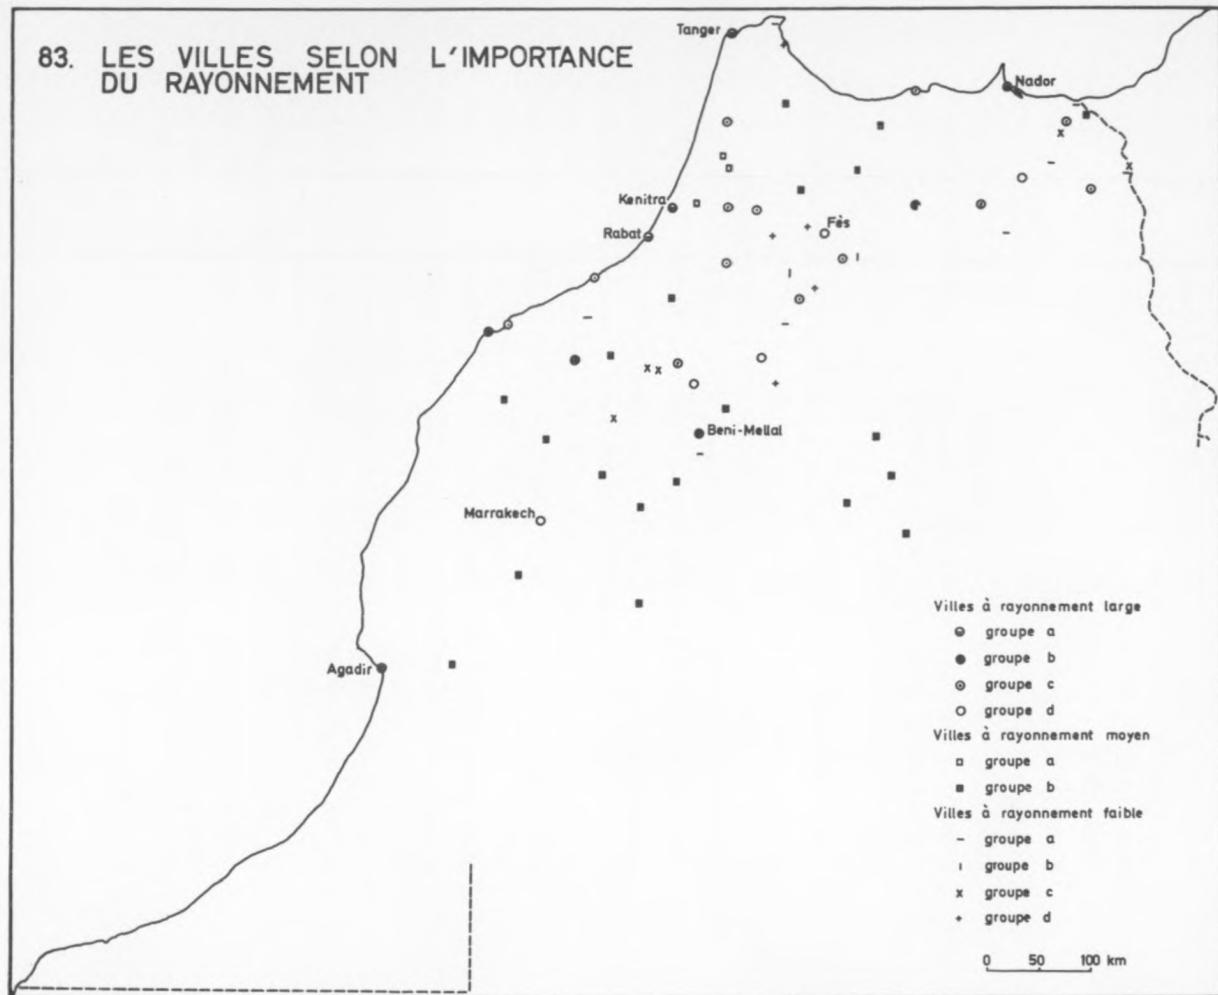 83. LES VILLES SELON L'IMPORTANCE
DU RAYONNEMENT
Tanger
Nador
Kenitra
Rabat
Fès
Beni-Mellal
Marrakech
Agadir
Villes à rayonnement large
groupe a
groupe b
groupe c
groupe d
Villes à rayonnement moyen
groupe a
groupe b
Villes à rayonnement faible
groupe a
groupe b
groupe c
groupe d
0 50 100 km